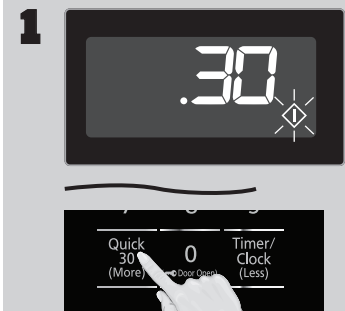 1
.30
Quick
30
(More)
0
Door Open)
Timer/
Clock
(Less)